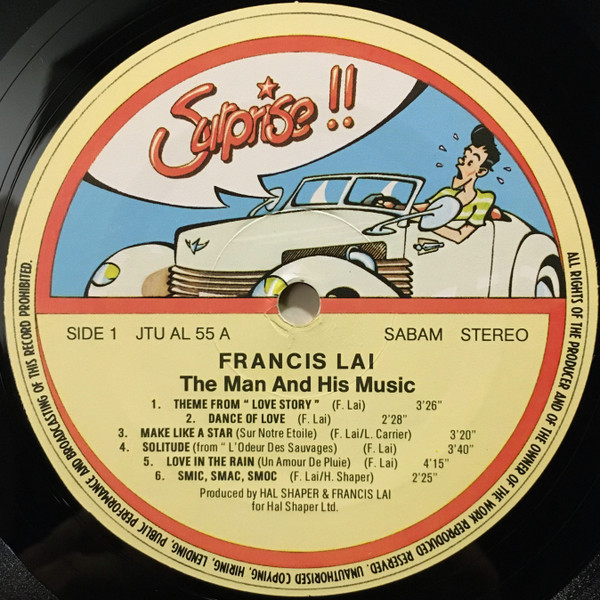 Surprise !!
SIDE 1 JTU AL 55 A SABAM STEREO
FRANCIS LAI
The Man And His Music
1. THEME FROM " LOVE STORY " (F. Lai) 3'26"
2. DANCE OF LOVE (F. Lai) 2'28"
3. MAKE LIKE A STAR (Sur Notre Etoile) (F. Lai/L. Carrier) 3'20"
4. SOLITUDE (from " L'Odeur Des Sauvages) (F. Lai) 3'40"
5. LOVE IN THE RAIN (Un Amour De Pluie) (F. Lai) 4'15"
6. SMIC, SMAC, SMOC (F. Lai/H. Shaper) 2'25"
Produced by HAL SHAPER & FRANCIS LAI
for Hal Shaper Ltd.
ALL RIGHTS OF THE PRODUCER AND OF THE OWNER OF THE WORK REPRODUCED RESERVED. UNAUTHORISED COPYING, HIRING, LENDING, PUBLIC PERFORMANCE AND BROADCASTING OF THIS RECORD PROHIBITED.